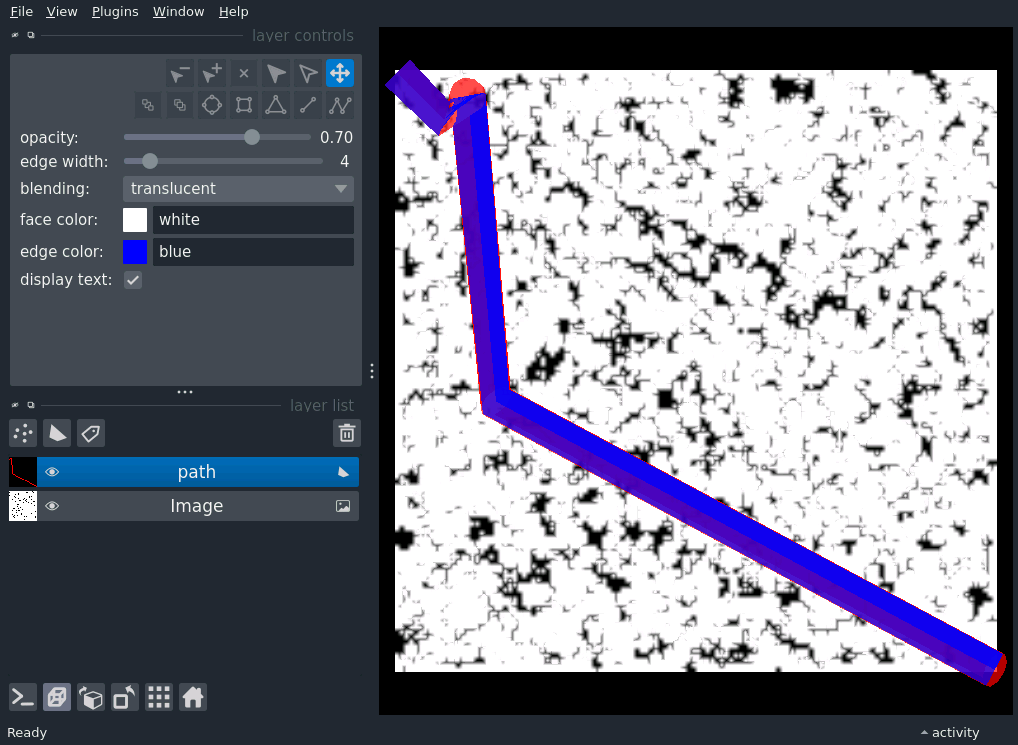 File View Plugins Window Help
layer controls
opacity: 0.70
edge width: 4
blending: translucent
face color: white
edge color: blue
display text:
layer list
path
Image
Ready activity